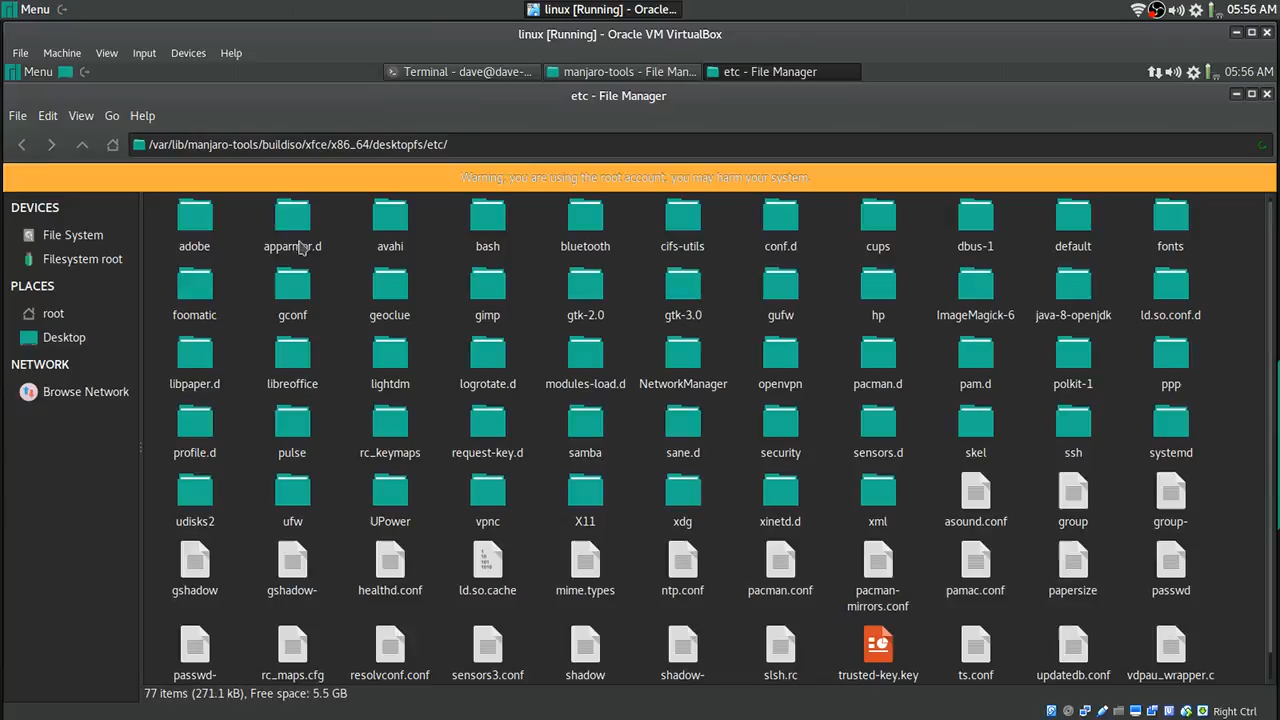 Menu
linux [Running] - Oracle...
05:56 AM
linux [Running] - Oracle VM VirtualBox
File Machine View Input Devices Help
Menu
Terminal - dave@dave-...
manjaro-tools - File Man...
etc - File Manager
05:56 AM
etc - File Manager
File Edit View Go Help
/var/lib/manjaro-tools/buildiso/xfce/x86_64/desktopfs/etc/
Warning: you are using the root account. you may harm your system.
DEVICES
File System
Filesystem root
PLACES
root
Desktop
NETWORK
Browse Network
adobe apparmor.d avahi bash bluetooth cifs-utils conf.d cups dbus-1 default fonts
foomatic gconf geoclue gimp gtk-2.0 gtk-3.0 gufw hp ImageMagick-6 java-8-openjdk ld.so.conf.d
libpaper.d libreoffice lightdm logrotate.d modules-load.d NetworkManager openvpn pacman.d pam.d polkit-1 ppp
profile.d pulse rc_keymaps request-key.d samba sane.d security sensors.d skel ssh systemd
udisks2 ufw UPower vpnc X11 xdg xinetd.d xml asound.conf group group-
gshadow gshadow- healthd.conf ld.so.cache mime.types ntp.conf pacman.conf pacman-
mirrors.conf pamac.conf papersize passwd
passwd- rc_maps.cfg resolvconf.conf sensors3.conf shadow shadow- slsh.rc trusted-key.key ts.conf updatedb.conf vdpau_wrapper.c
77 items (271.1 kB), Free space: 5.5 GB
Right Ctrl